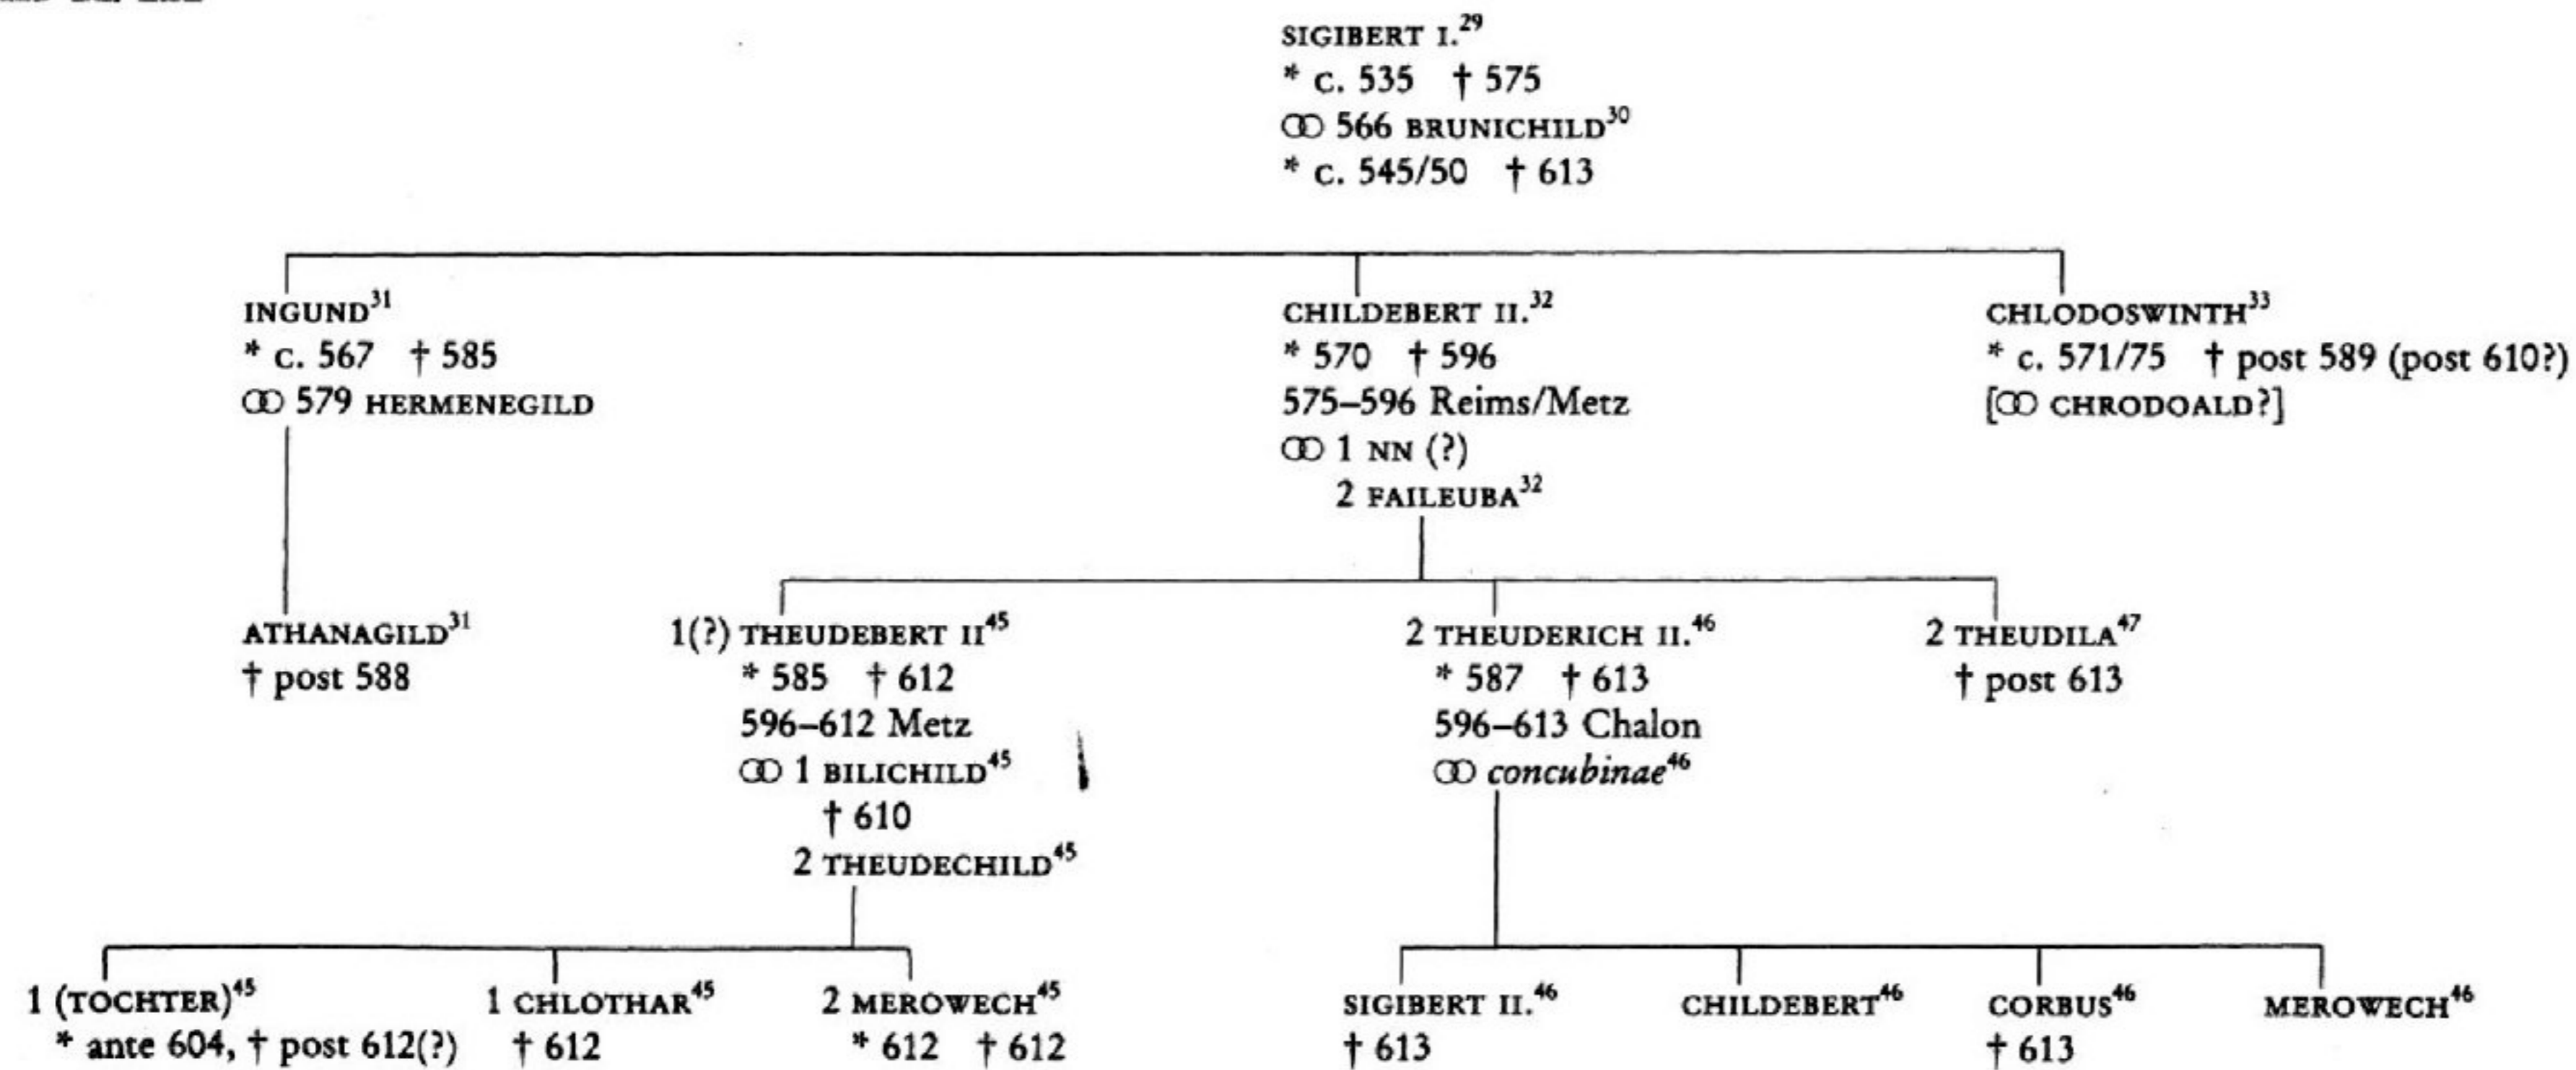 SIGIBERT I.²⁹
* c. 535 † 575
⚭ 566 BRUNICHILD³⁰
* c. 545/50 † 613
INGUND³¹
* c. 567 † 585
⚭ 579 HERMENEGILD
CHILDEBERT II.³²
* 570 † 596
575–596 Reims/Metz
⚭ 1 NN (?)
2 FAILEUBA³²
CHLODOSWINTH³³
* c. 571/75 † post 589 (post 610?)
[⚭ CHRODOALD?]
ATHANAGILD³¹
† post 588
1(?) THEUDEBERT II⁴⁵
* 585 † 612
596–612 Metz
⚭ 1 BILICHILD⁴⁵
† 610
2 THEUDECHILD⁴⁵
2 THEUDERICH II.⁴⁶
* 587 † 613
596–613 Chalon
⚭ concubinae⁴⁶
2 THEUDILA⁴⁷
† post 613
1 (TOCHTER)⁴⁵
* ante 604, † post 612(?)
1 CHLOTHAR⁴⁵
† 612
2 MEROWECH⁴⁵
* 612 † 612
SIGIBERT II.⁴⁶
† 613
CHILDEBERT⁴⁶
CORBUS⁴⁶
† 613
MEROWECH⁴⁶